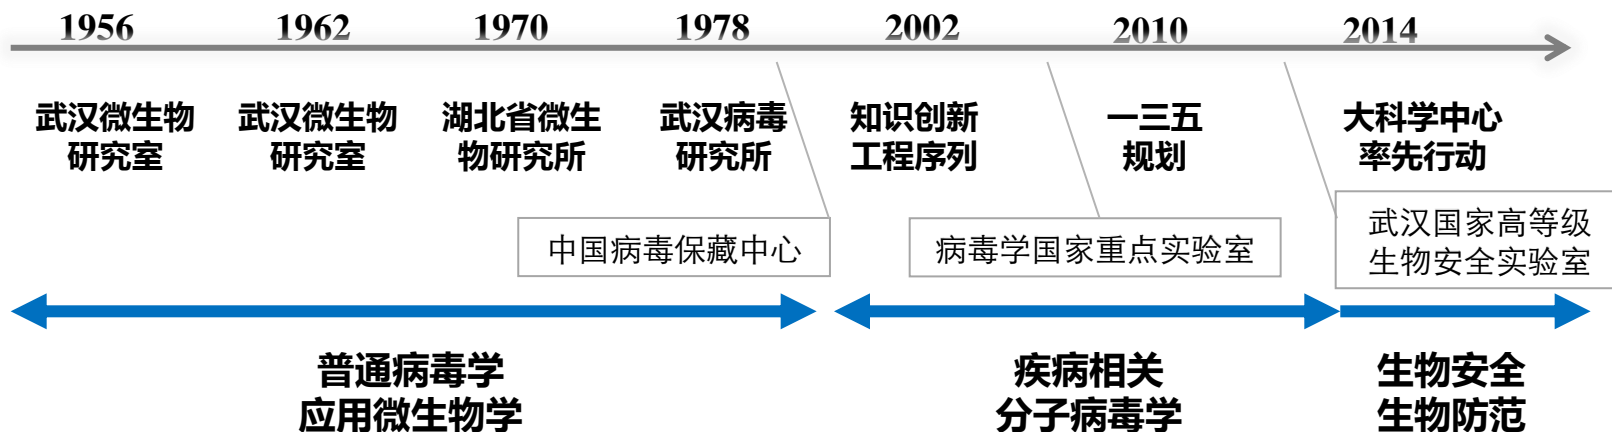 1956 1962 1970 1978 2002 2010 2014
武汉微生物
研究室
武汉微生物
研究室
湖北省微生
物研究所
武汉病毒
研究所
知识创新
工程序列
一三五
规划
大科学中心
率先行动
中国病毒保藏中心
病毒学国家重点实验室
武汉国家高等级
生物安全实验室
普通病毒学
应用微生物学
疾病相关
分子病毒学
生物安全
生物防范